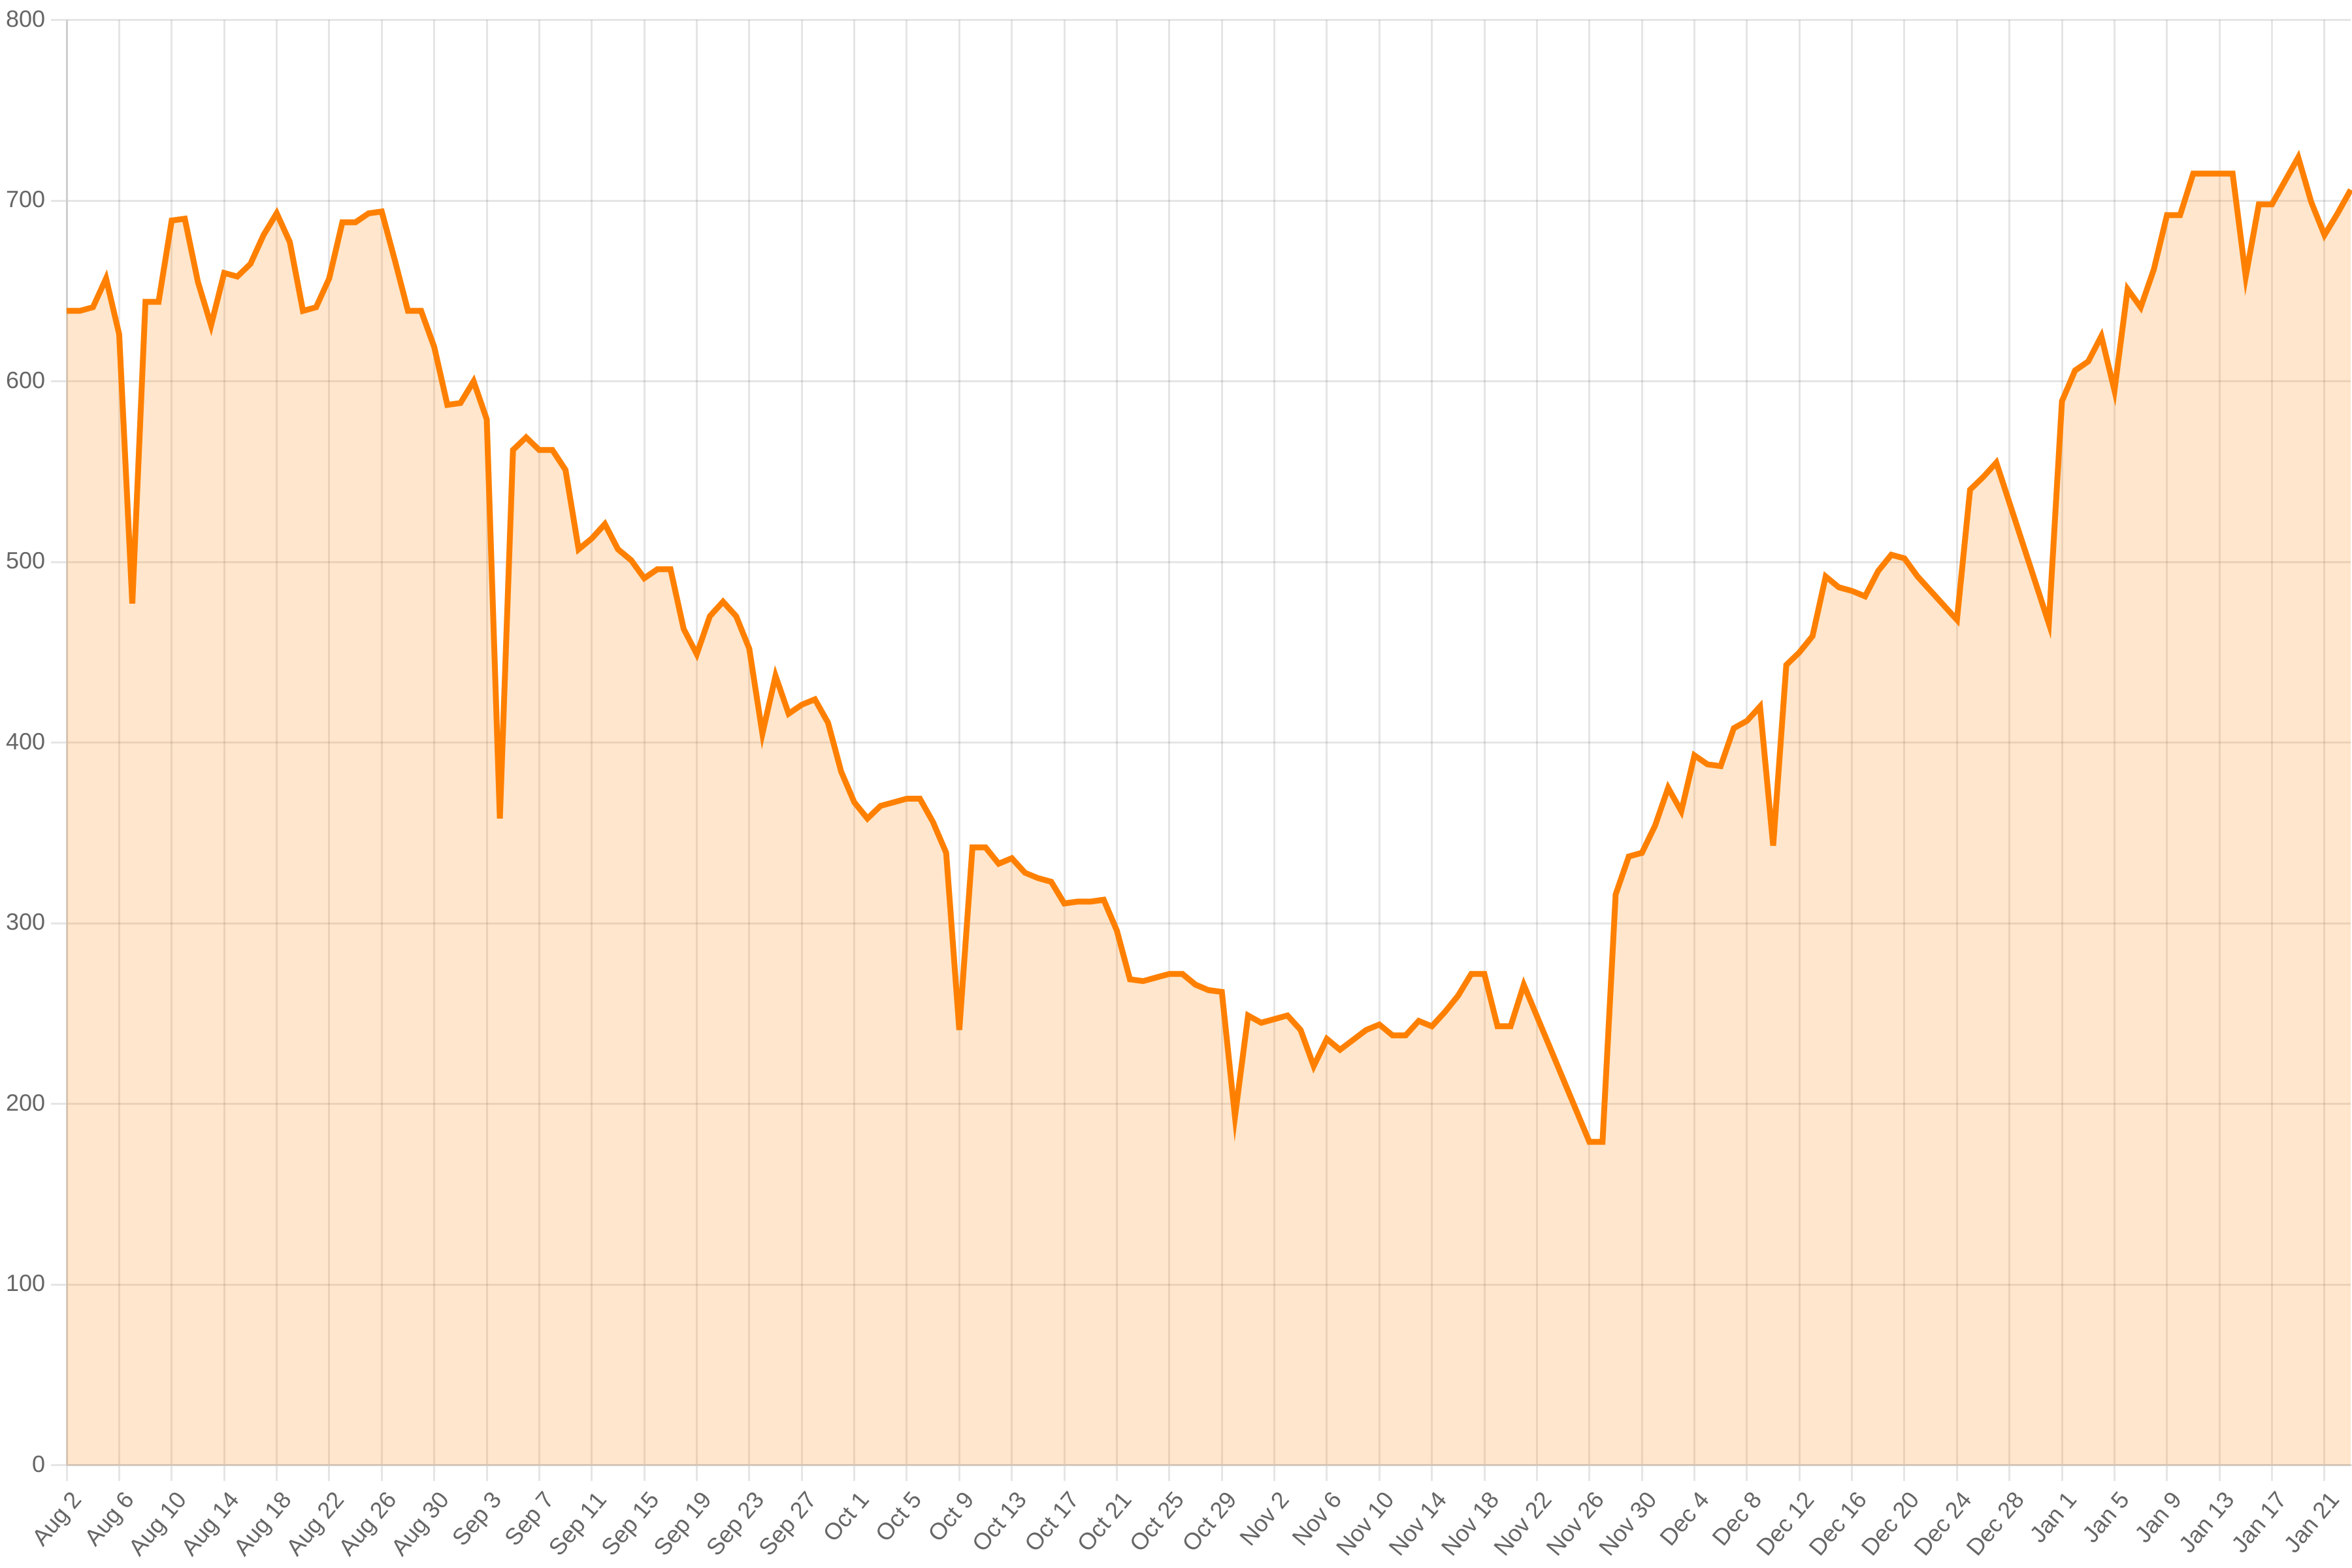 800
700
600
500
400
300
200
100
0
Aug 2
Aug 6
Aug 10
Aug 14
Aug 18
Aug 22
Aug 26
Aug 30
Sep 3
Sep 7
Sep 11
Sep 15
Sep 19
Sep 23
Sep 27
Oct 1
Oct 5
Oct 9
Oct 13
Oct 17
Oct 21
Oct 25
Oct 29
Nov 2
Nov 6
Nov 10
Nov 14
Nov 18
Nov 22
Nov 26
Nov 30
Dec 4
Dec 8
Dec 12
Dec 16
Dec 20
Dec 24
Dec 28
Jan 1
Jan 5
Jan 9
Jan 13
Jan 17
Jan 21